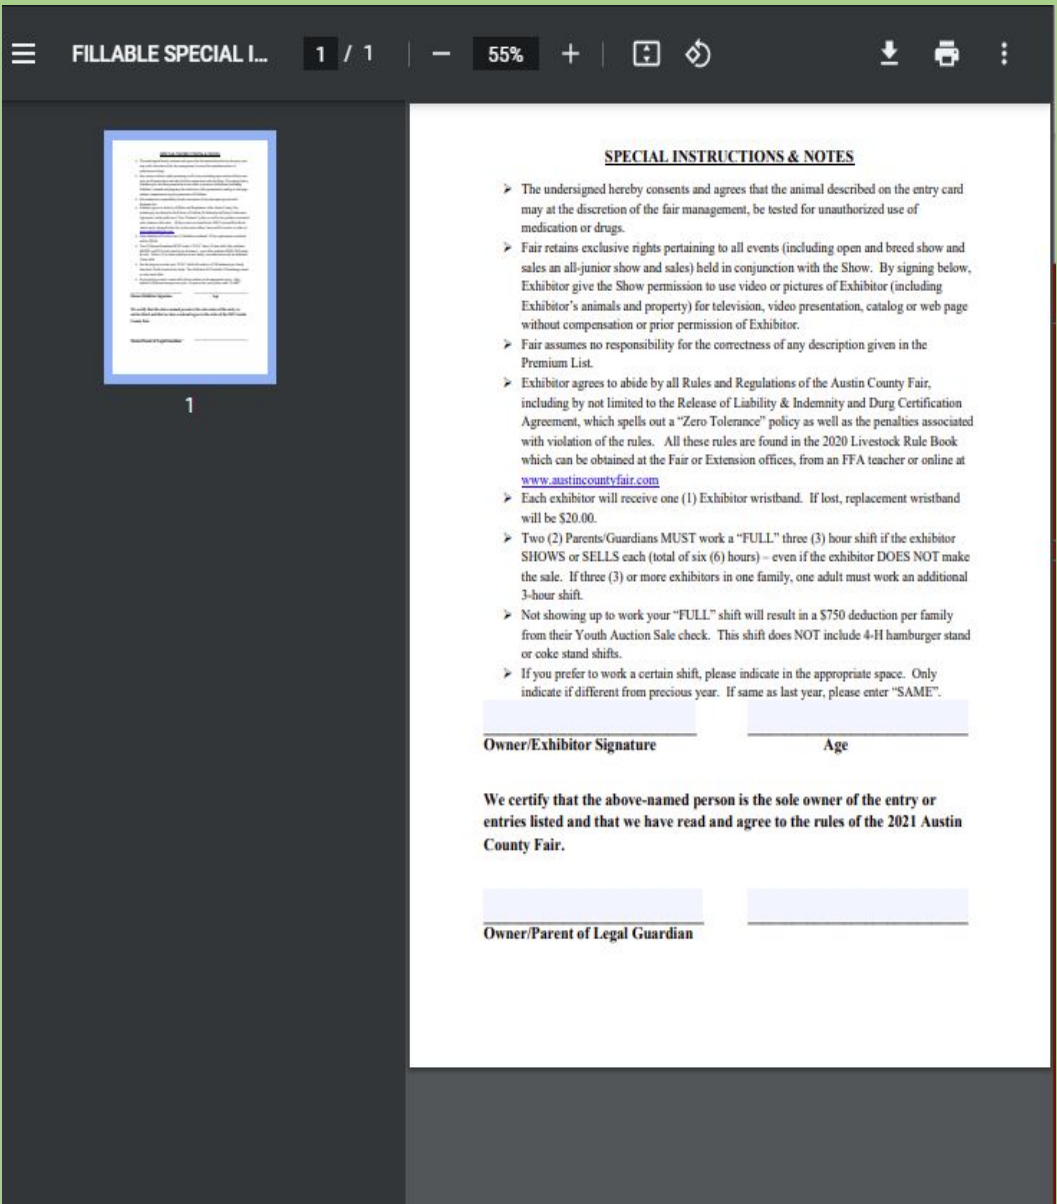 FILLABLE SPECIAL I...
1 / 1
55%
1
SPECIAL INSTRUCTIONS & NOTES
➢ The undersigned hereby consents and agrees that the animal described on the entry card
may at the discretion of the fair management, be tested for unauthorized use of
medication or drugs.
➢ Fair retains exclusive rights pertaining to all events (including open and breed show and
sales an all-junior show and sales) held in conjunction with the Show. By signing below,
Exhibitor give the Show permission to use video or pictures of Exhibitor (including
Exhibitor's animals and property) for television, video presentation, catalog or web page
without compensation or prior permission of Exhibitor.
➢ Fair assumes no responsibility for the correctness of any description given in the
Premium List.
➢ Exhibitor agrees to abide by all Rules and Regulations of the Austin County Fair,
including by not limited to the Release of Liability & Indemnity and Durg Certification
Agreement, which spells out a “Zero Tolerance” policy as well as the penalties associated
with violation of the rules. All these rules are found in the 2020 Livestock Rule Book
which can be obtained at the Fair or Extension offices, from an FFA teacher or online at
www.austincountyfair.com
➢ Each exhibitor will receive one (1) Exhibitor wristband. If lost, replacement wristband
will be $20.00.
➢ Two (2) Parents/Guardians MUST work a “FULL” three (3) hour shift if the exhibitor
SHOWS or SELLS each (total of six (6) hours) – even if the exhibitor DOES NOT make
the sale. If three (3) or more exhibitors in one family, one adult must work an additional
3-hour shift.
➢ Not showing up to work your “FULL” shift will result in a $750 deduction per family
from their Youth Auction Sale check. This shift does NOT include 4-H hamburger stand
or coke stand shifts.
➢ If you prefer to work a certain shift, please indicate in the appropriate space. Only
indicate if different from precious year. If same as last year, please enter “SAME”.
Owner/Exhibitor Signature Age
We certify that the above-named person is the sole owner of the entry or
entries listed and that we have read and agree to the rules of the 2021 Austin
County Fair.
Owner/Parent of Legal Guardian